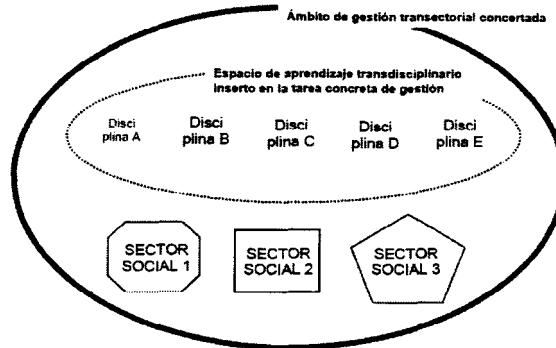 Ámbito de gestión transectorial concertada
Espacio de aprendizaje transdisciplinario
inserto en la tarea concreta de gestión
Disci
plina A
Disci
plina B
Disci
plina C
Disci
plina D
Disci
plina E
SECTOR
SOCIAL 1
SECTOR
SOCIAL 2
SECTOR
SOCIAL 3